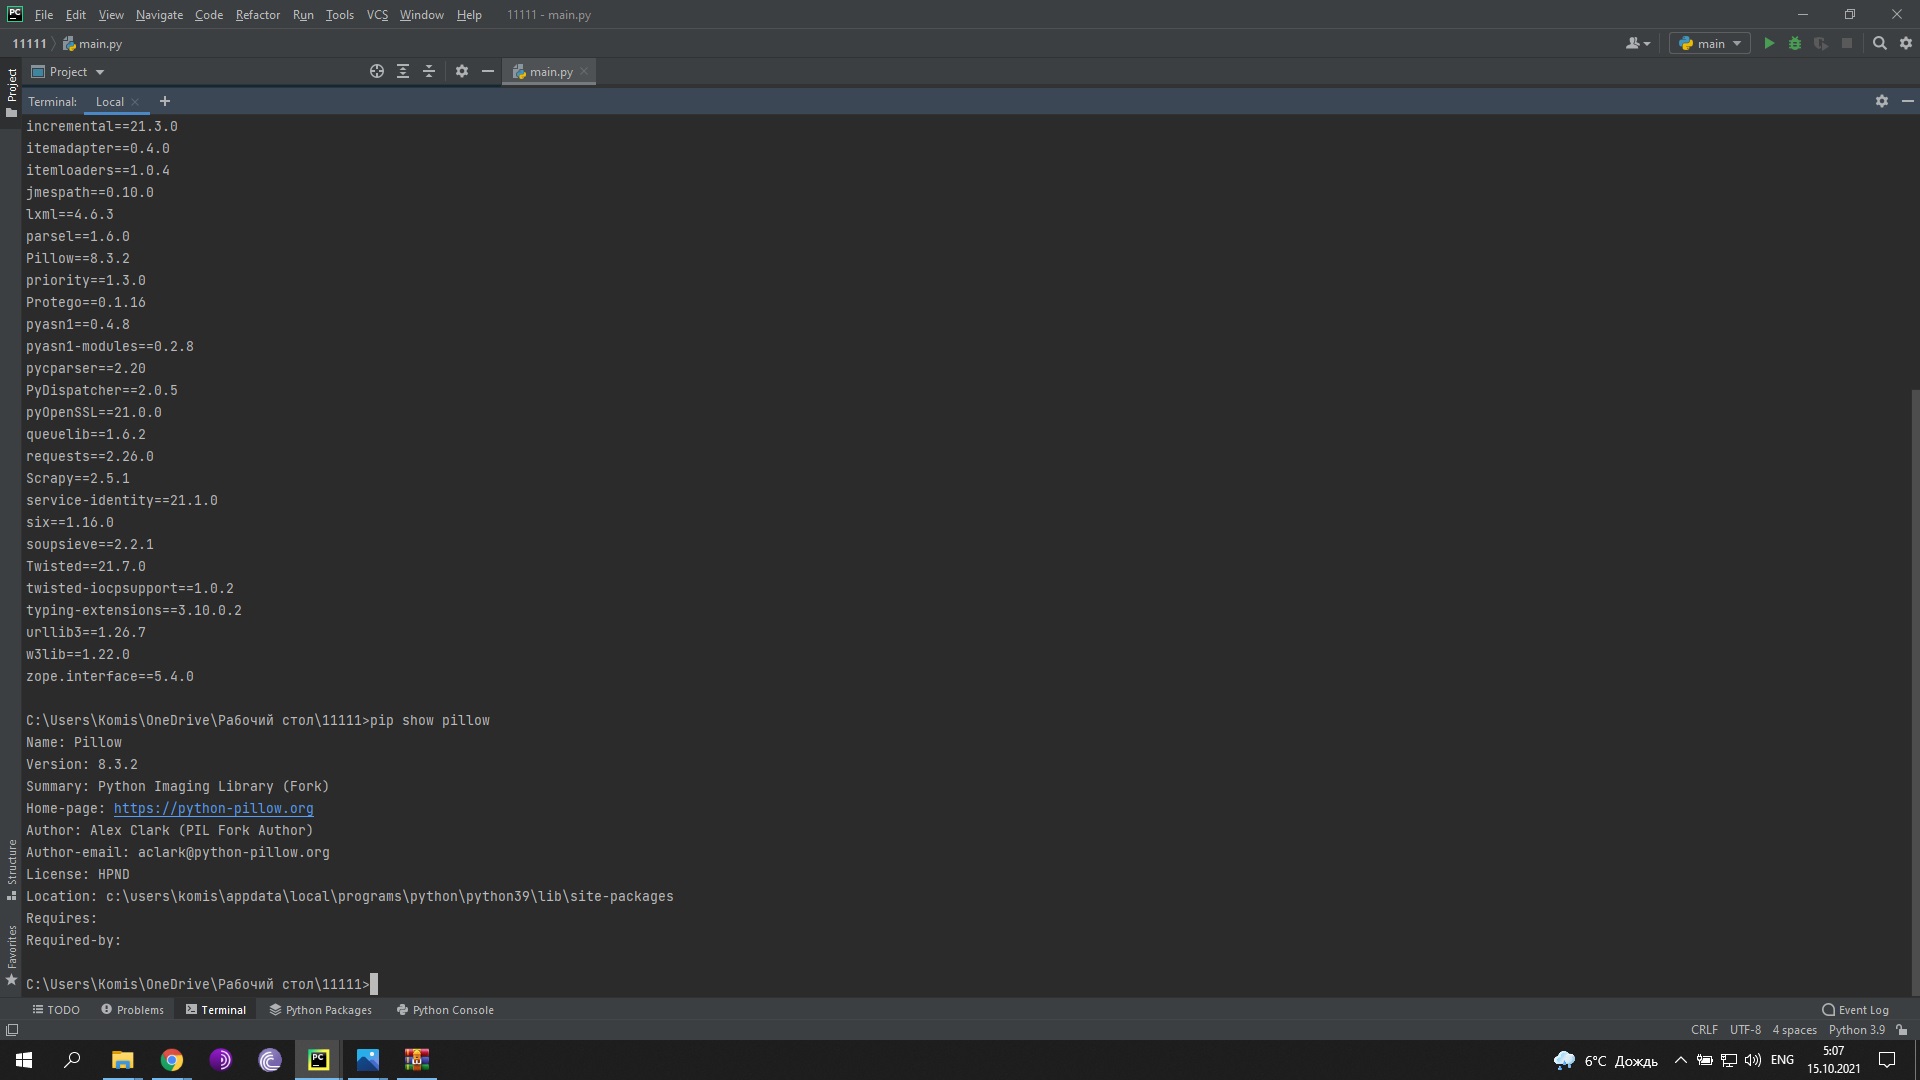 File Edit View Navigate Code Refactor Run Tools VCS Window Help 11111 - main.py
11111 main.py main
Project main.py
Project
Terminal: Local
incremental==21.3.0
itemadapter==0.4.0
itemloaders==1.0.4
jmespath==0.10.0
lxml==4.6.3
parsel==1.6.0
Pillow==8.3.2
priority==1.3.0
Protego==0.1.16
pyasn1==0.4.8
pyasn1-modules==0.2.8
pycparser==2.20
PyDispatcher==2.0.5
pyOpenSSL==21.0.0
queuelib==1.6.2
requests==2.26.0
Scrapy==2.5.1
service-identity==21.1.0
six==1.16.0
soupsieve==2.2.1
Twisted==21.7.0
twisted-iocpsupport==1.0.2
typing-extensions==3.10.0.2
urllib3==1.26.7
w3lib==1.22.0
zope.interface==5.4.0
C:\Users\Komis\OneDrive\Рабочий стол\11111>pip show pillow
Name: Pillow
Version: 8.3.2
Summary: Python Imaging Library (Fork)
Home-page: https://python-pillow.org
Author: Alex Clark (PIL Fork Author)
Author-email: aclark@python-pillow.org
License: HPND
Location: c:\users\komis\appdata\local\programs\python\python39\lib\site-packages
Requires:
Required-by:
C:\Users\Komis\OneDrive\Рабочий стол\11111>
Structure
Favorites
TODO Problems Terminal Python Packages Python Console Event Log
CRLF UTF-8 4 spaces Python 3.9
PC 6°C Дождь ENG 5:07
15.10.2021